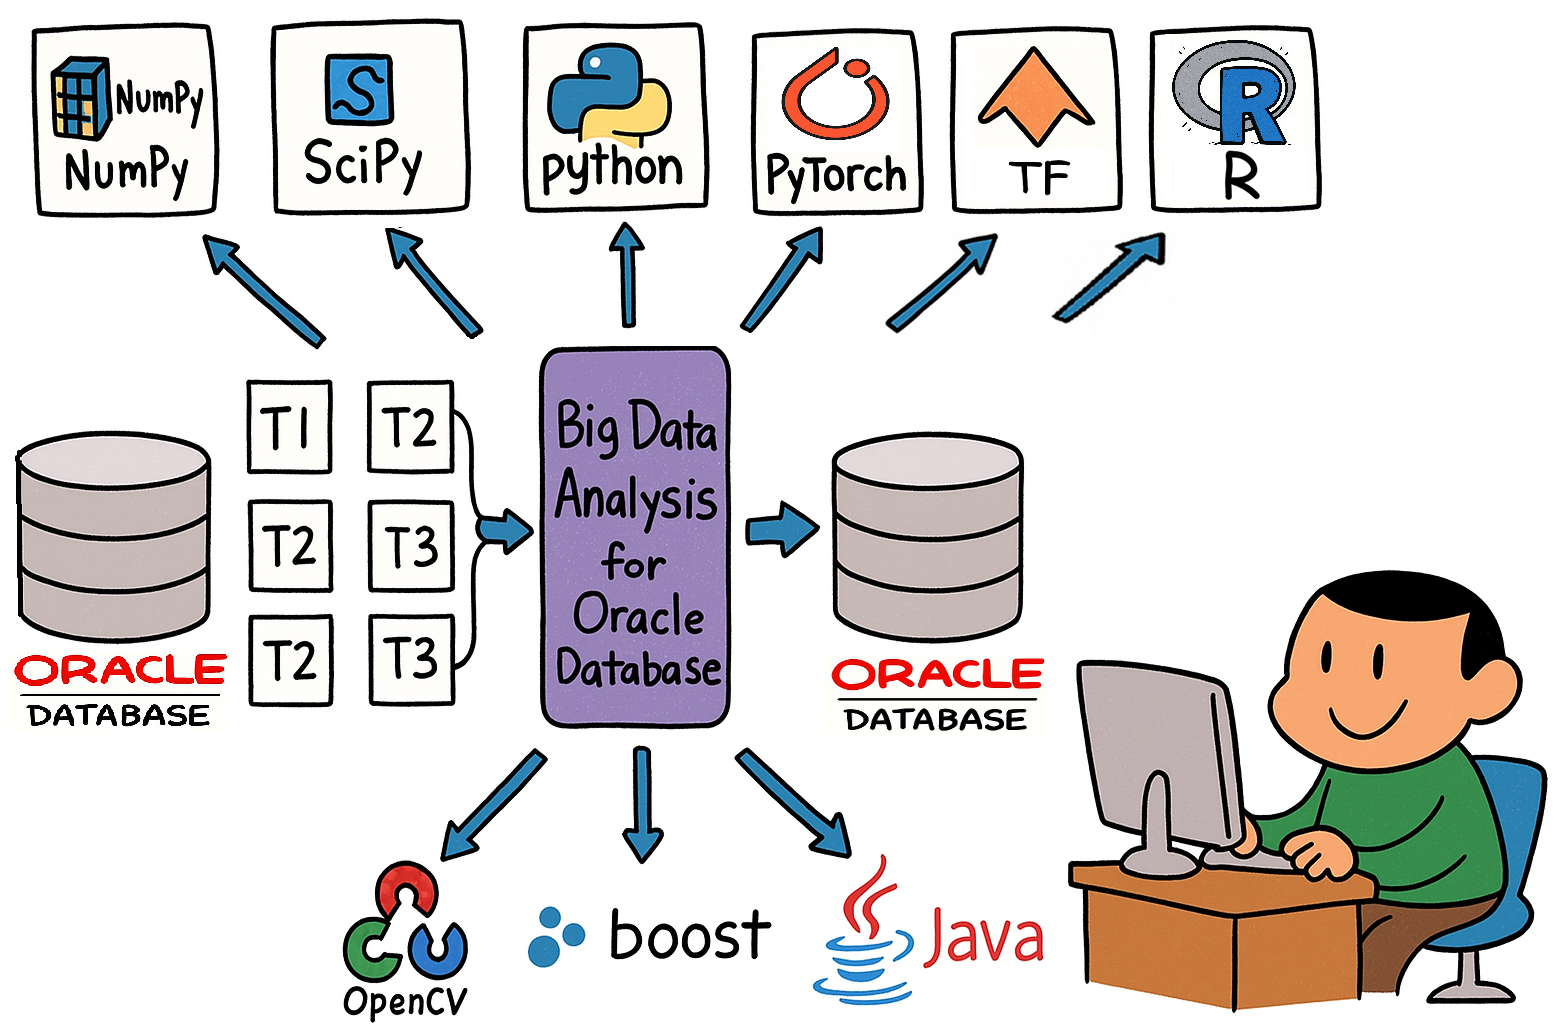 NumPy
NumPy
S
SciPy
python
PyTorch
TF
R
R
T1 T2
T2 T3
T2 T3
ORACLE
DATABASE
Big Data
Analysis
for
Oracle
Database
ORACLE
DATABASE
OpenCV
boost
Java